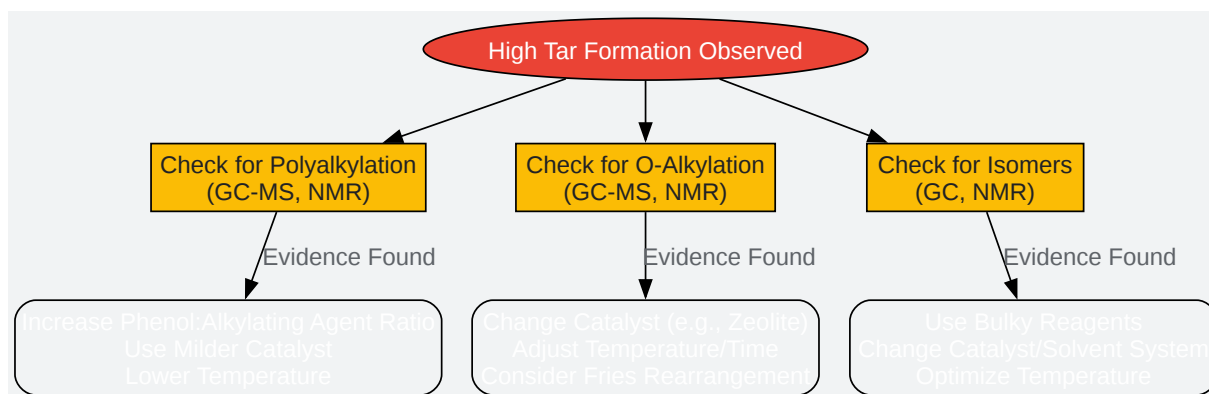 High Tar Formation Observed
Check for Polyalkylation
(GC-MS, NMR)
Check for O-Alkylation
(GC-MS, NMR)
Check for Isomers
(GC, NMR)
Evidence Found
Evidence Found
Evidence Found
Increase Phenol:Alkylating Agent Ratio
Use Milder Catalyst
Lower Temperature
Change Catalyst (e.g., Zeolite)
Adjust Temperature/Time
Consider Fries Rearrangement
Use Bulky Reagents
Change Catalyst/Solvent System
Optimize Temperature